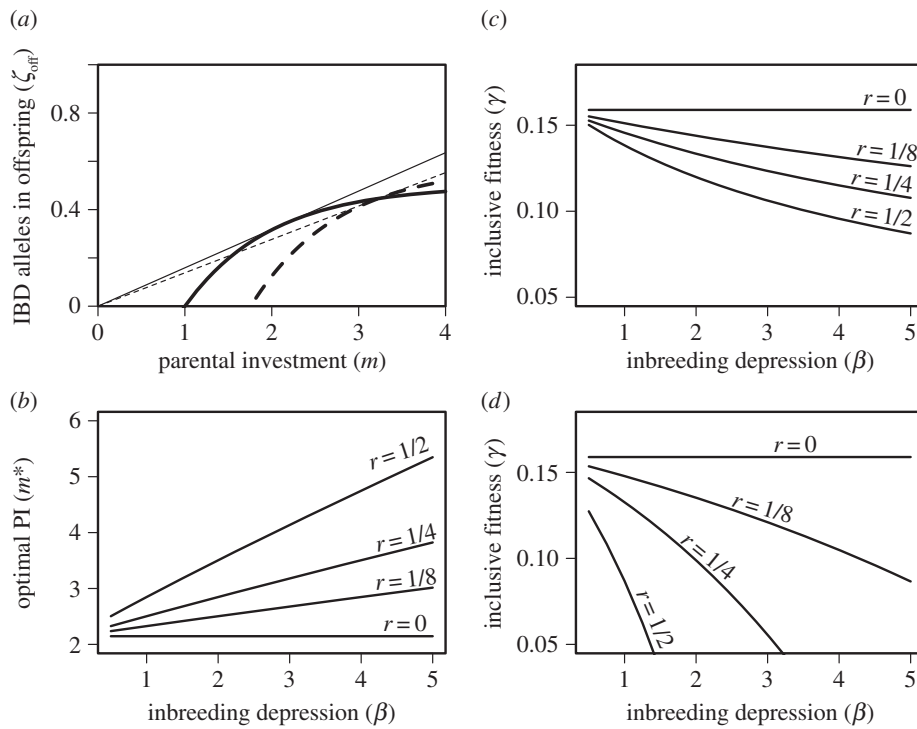 (a)
IBD alleles in offspring (ζoff)
0.8
0.4
0
0 1 2 3 4
parental investment (m)
(c)
inclusive fitness (γ)
0.15
0.10
0.05
r = 0
r = 1/8
r = 1/4
r = 1/2
1 2 3 4 5
inbreeding depression (β)
(b)
optimal PI (m*)
6
5
4
3
2
r = 1/2
r = 1/4
r = 1/8
r = 0
1 2 3 4 5
inbreeding depression (β)
(d)
inclusive fitness (γ)
0.15
0.10
0.05
r = 0
r = 1/8
r = 1/4
r = 1/2
1 2 3 4 5
inbreeding depression (β)